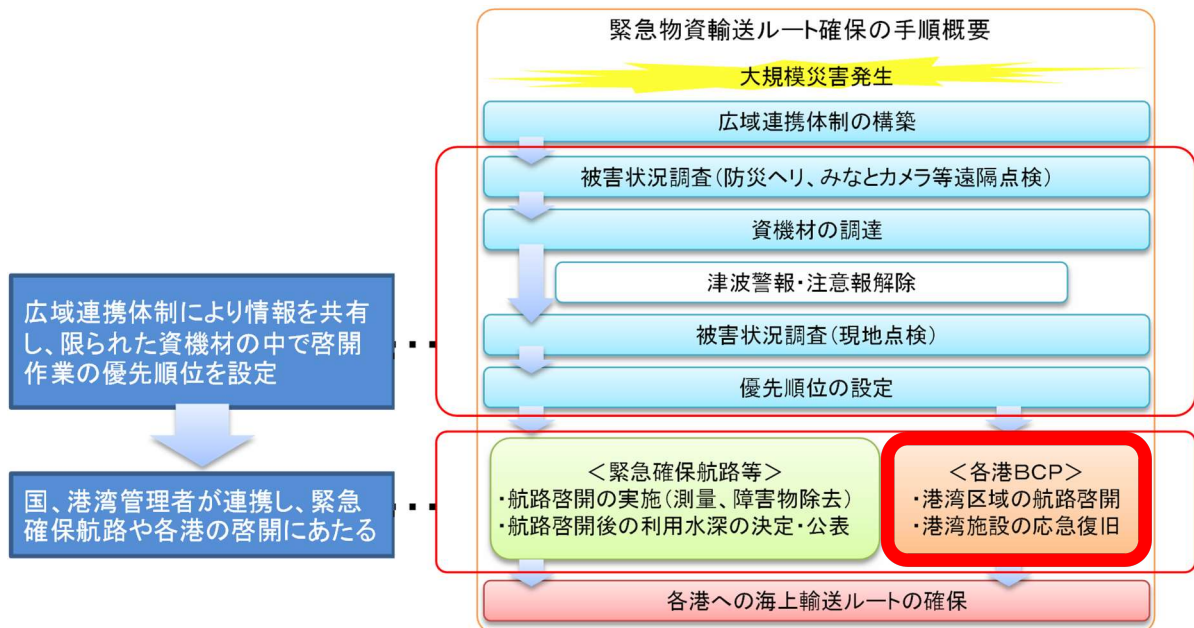 緊急物資輸送ルート確保の手順概要
大規模災害発生
広域連携体制の構築
被害状況調査(防災ヘリ、みなとカメラ等遠隔点検)
資機材の調達
津波警報・注意報解除
被害状況調査(現地点検)
優先順位の設定
広域連携体制により情報を共有
し、限られた資機材の中で啓開
作業の優先順位を設定
国、港湾管理者が連携し、緊急
確保航路や各港の啓開にあたる
＜緊急確保航路等＞
・航路啓開の実施(測量、障害物除去)
・航路啓開後の利用水深の決定・公表
＜各港BCP＞
・港湾区域の航路啓開
・港湾施設の応急復旧
各港への海上輸送ルートの確保